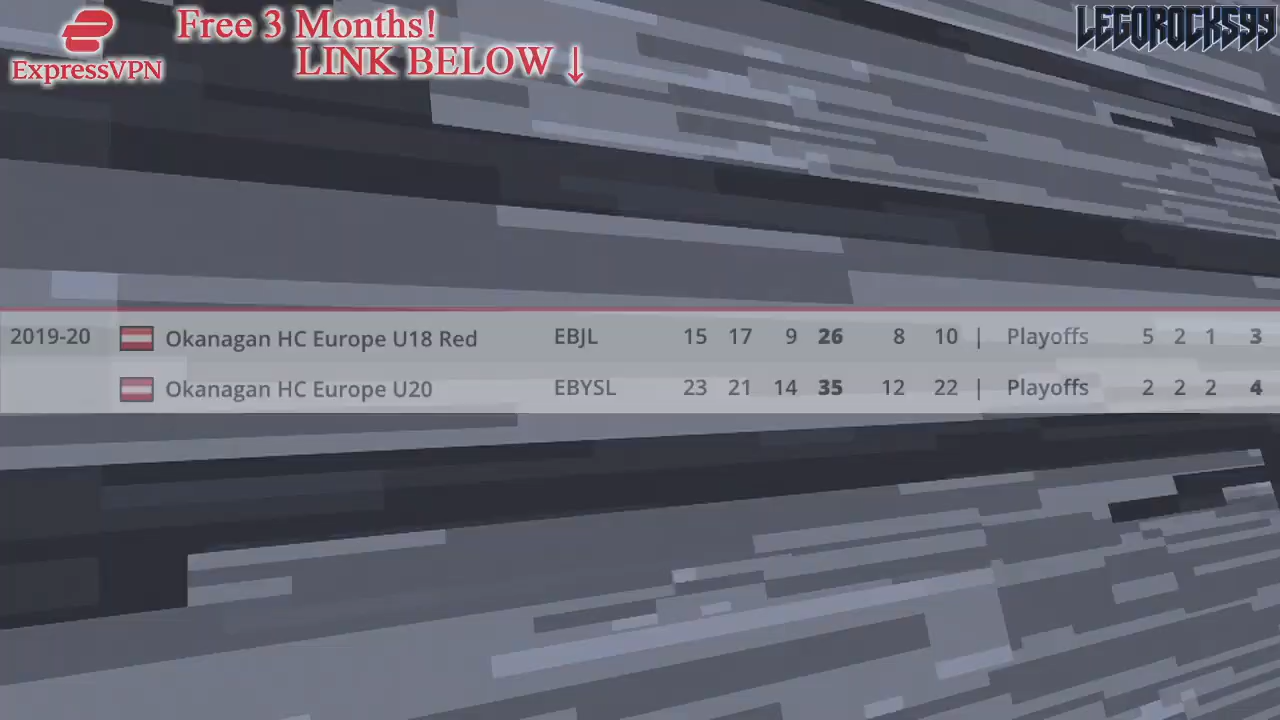 Free 3 Months!
LINK BELOW ↓
ExpressVPN
LEGOROCKS99
2019-20 Okanagan HC Europe U18 Red EBJL 15 17 9 26 8 10 | Playoffs 5 2 1 3
Okanagan HC Europe U20 EBYSL 23 21 14 35 12 22 | Playoffs 2 2 2 4